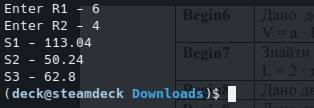 Enter R1 - 6
Enter R2 - 4
S1 - 113.04
S2 - 50.24
S3 - 62.8
(deck@steamdeck Downloads)$
Begin6
Дано до
V = a ·
Begin7
Знайти
L = 2 ·